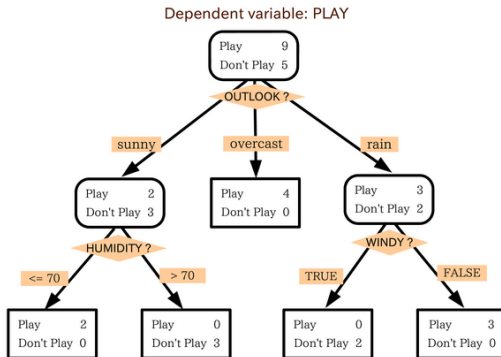 Dependent variable: PLAY
Play 9
Don't Play 5
OUTLOOK ?
sunny
overcast
rain
Play 2
Don't Play 3
Play 4
Don't Play 0
Play 3
Don't Play 2
HUMIDITY ?
WINDY ?
<= 70
> 70
TRUE
FALSE
Play 2
Don't Play 0
Play 0
Don't Play 3
Play 0
Don't Play 2
Play 3
Don't Play 0